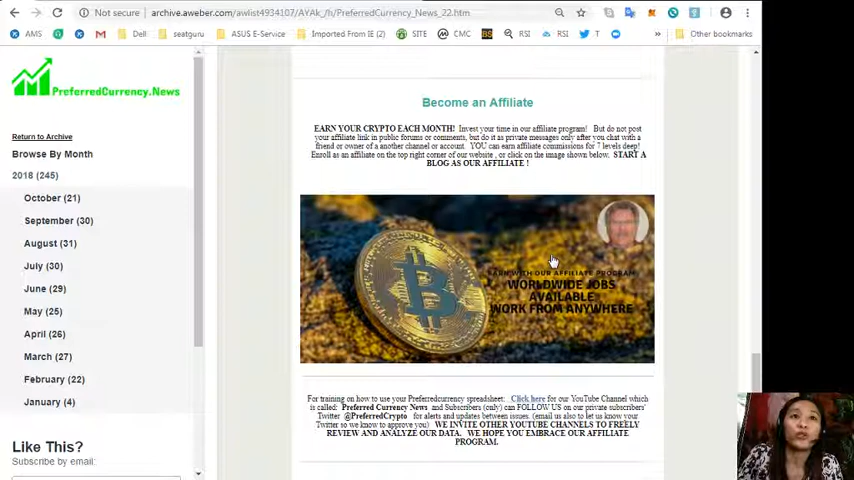 Not secure | archive.aweber.com/awlist4934107/AYAk_/h/PreferredCurrency_News_22.htm
AMS
Dell
seatguru
ASUS E-Service
Imported From IE (2)
SITE
CMC
RSI
RSI
T
»
Other bookmarks
PreferredCurrency.News
Return to Archive
Browse By Month
2018 (245)
October (21)
September (30)
August (31)
July (30)
June (29)
May (25)
April (26)
March (27)
February (22)
January (4)
Like This?
Subscribe by email:
Become an Affiliate
EARN YOUR CRYPTO EACH MONTH! Invest your time in our affiliate program! But do not post
your affiliate link in public forums or comments, but do it as private messages only after you chat with a
friend or owner of a another channel or account. YOU can earn affiliate commissions for 7 levels deep!
Enroll as an affiliate on the top right corner of our website , or click on the image shown below. START A
BLOG AS OUR AFFILIATE !
EARN WITH OUR AFFILIATE PROGRAM
WORLDWIDE JOBS
AVAILABLE
WORK FROM ANYWHERE
For training on how to use your Preferredcurrency spreadsheet: Click here for our YouTube Channel which
is called: Preferred Currency News and Subscribers (only) can FOLLOW US on our private subscribers'
Twitter @PreferredCrypto for alerts and updates between issues. (email us also to let us know your
Twitter so we know to approve you) WE INVITE OTHER YOUTUBE CHANNELS TO FREELY
REVIEW AND ANALYZE OUR DATA. WE HOPE YOU EMBRACE OUR AFFILIATE
PROGRAM.